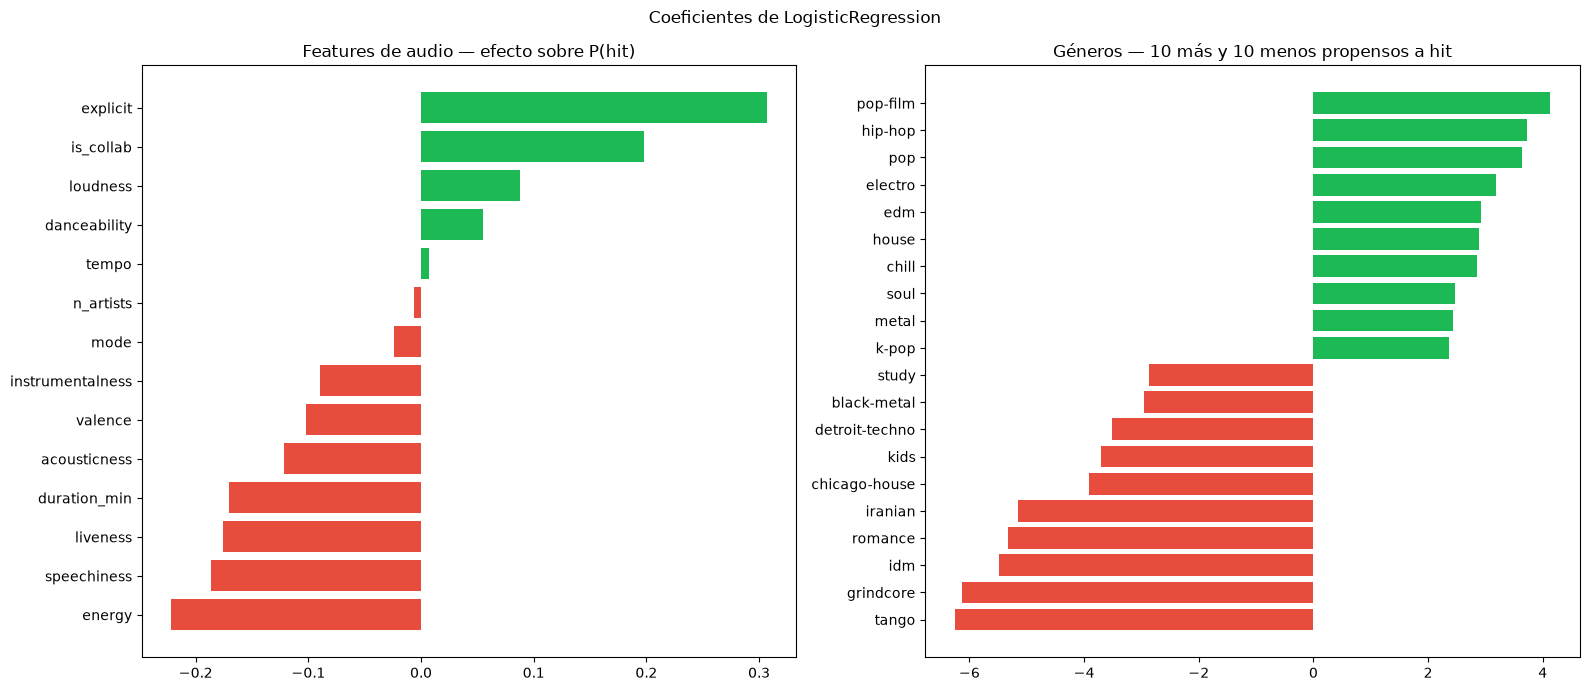 Coeficientes de LogisticRegression
Features de audio — efecto sobre P(hit)
explicit
is_collab
loudness
danceability
tempo
n_artists
mode
instrumentalness
valence
acousticness
duration_min
liveness
speechiness
energy
−0.2
−0.1
0.0
0.1
0.2
0.3
Géneros — 10 más y 10 menos propensos a hit
pop-film
hip-hop
pop
electro
edm
house
chill
soul
metal
k-pop
study
black-metal
detroit-techno
kids
chicago-house
iranian
romance
idm
grindcore
tango
−6
−4
−2
0
2
4